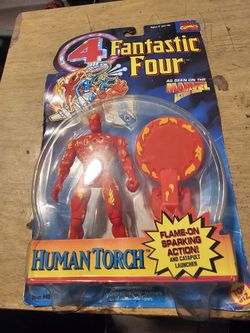 4
Fantastic
Four
AS SEEN ON THE
MARVEL
HUMAN TORCH
FLAME-ON
SPARKING
ACTION!
AND CATAPULT
LAUNCHER